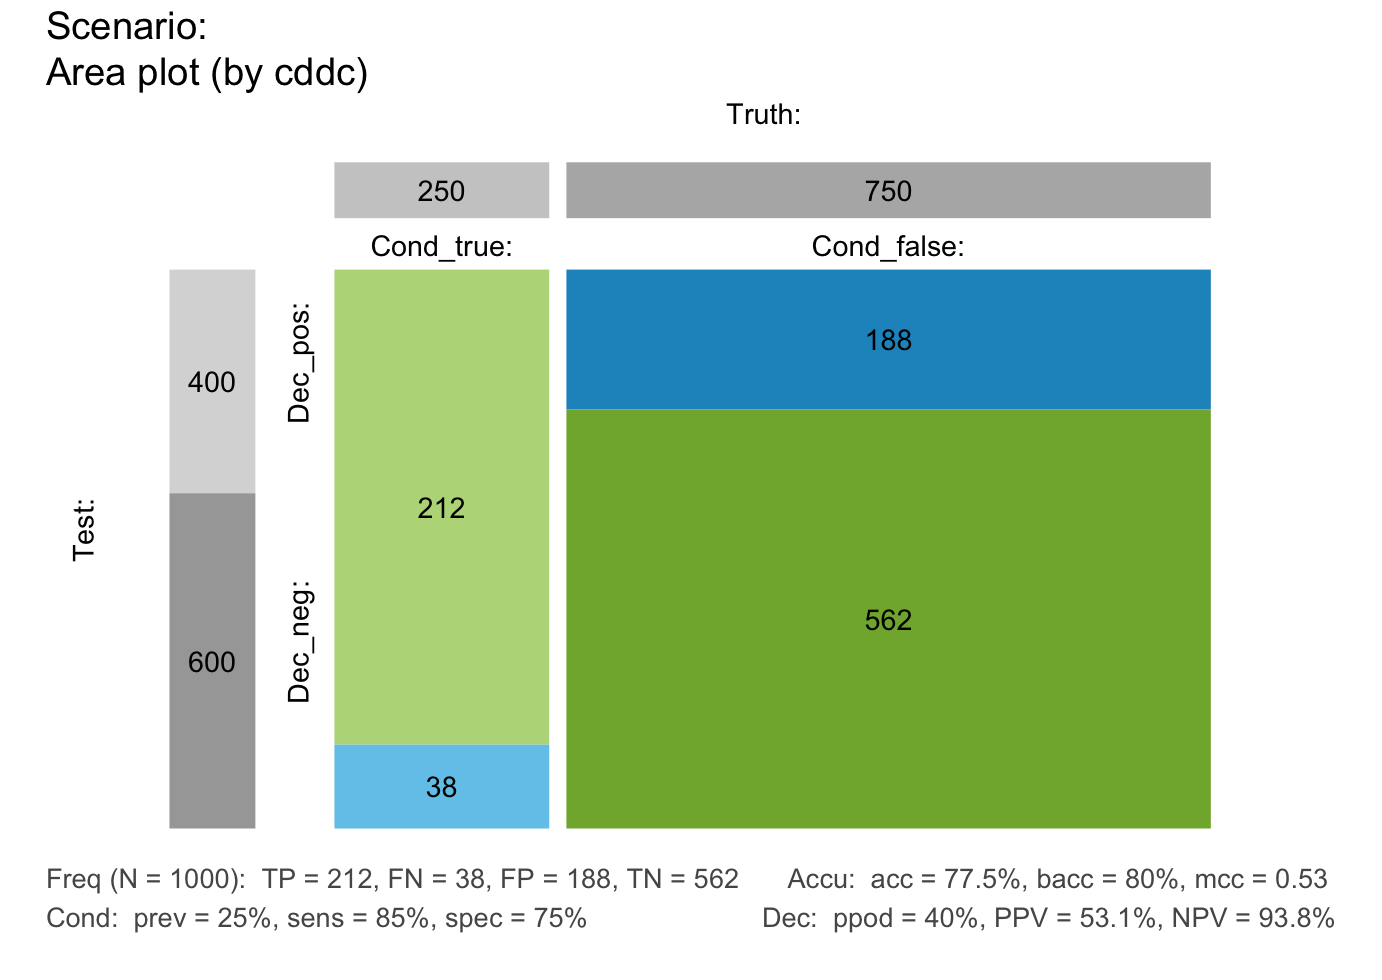 Scenario:
Area plot (by cddc)
Truth:
250
750
Cond_true:
Cond_false:
Test:
400
600
Dec_pos:
Dec_neg:
212
38
188
562
Freq (N = 1000):  TP = 212, FN = 38, FP = 188, TN = 562
Accu:  acc = 77.5%, bacc = 80%, mcc = 0.53
Cond:  prev = 25%, sens = 85%, spec = 75%
Dec:  ppod = 40%, PPV = 53.1%, NPV = 93.8%